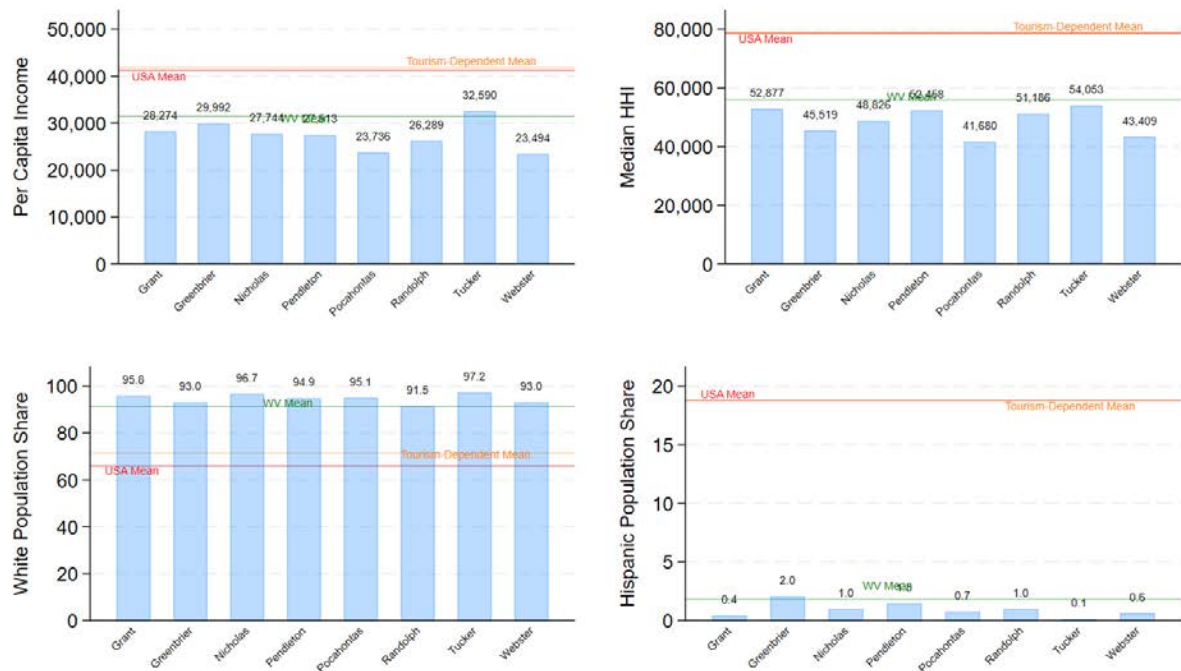 Per Capita Income
50,000
40,000
30,000
20,000
10,000
0
Tourism-Dependent Mean
USA Mean
WV Mean
28,274
29,992
27,744
23,736
26,289
32,590
23,494
Grant
Greenbrier
Nicholas
Pendleton
Pocahontas
Randolph
Tucker
Webster
Median HHI
80,000
60,000
40,000
20,000
0
Tourism-Dependent Mean
USA Mean
WV Mean
52,877
45,519
48,826
41,680
51,186
54,053
43,409
Grant
Greenbrier
Nicholas
Pendleton
Pocahontas
Randolph
Tucker
Webster
White Population Share
100
80
60
40
20
0
95.8
93.0
96.7
94.9
95.1
91.5
97.2
93.0
WV Mean
Tourism-Dependent Mean
USA Mean
Grant
Greenbrier
Nicholas
Pendleton
Pocahontas
Randolph
Tucker
Webster
Hispanic Population Share
20
15
10
5
0
USA Mean
Tourism-Dependent Mean
WV Mean
0.4
2.0
1.0
0.7
1.0
0.1
0.6
Grant
Greenbrier
Nicholas
Pendleton
Pocahontas
Randolph
Tucker
Webster